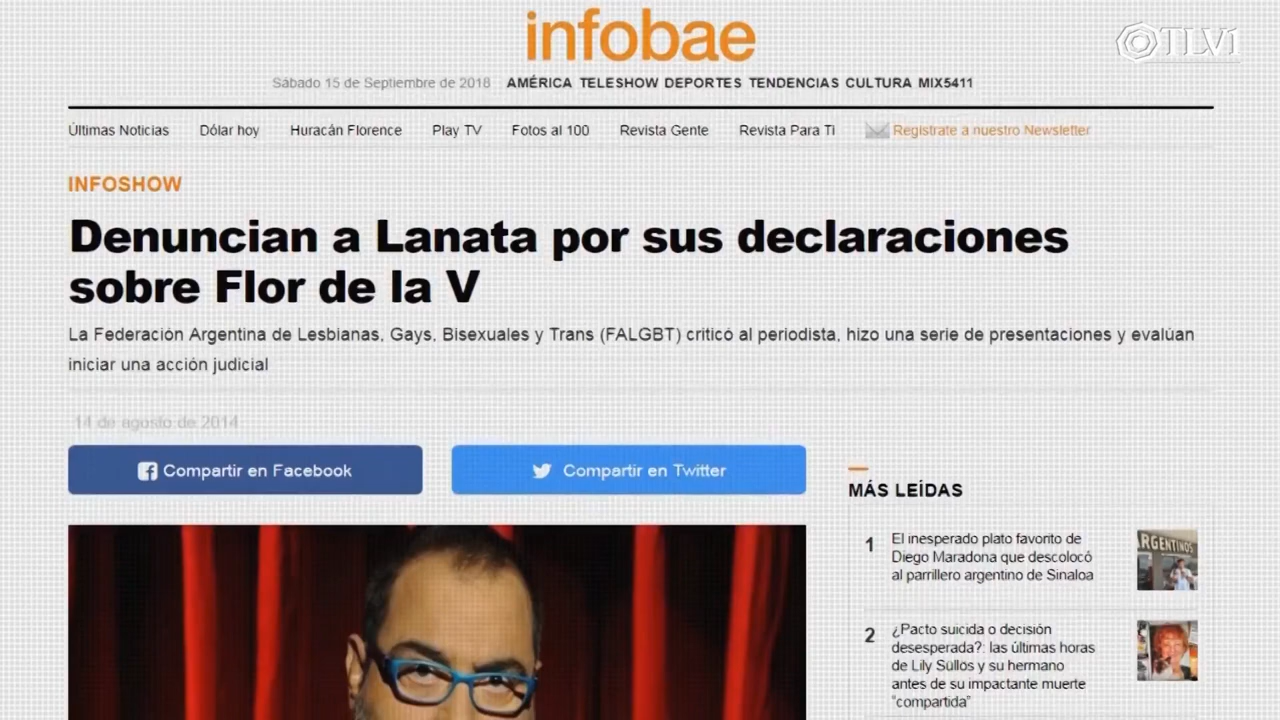 infobae
TLV1
Sábado 15 de Septiembre de 2018 AMÉRICA TELESHOW DEPORTES TENDENCIAS CULTURA MIX5411
Últimas Noticias Dólar hoy Huracán Florence Play TV Fotos al 100 Revista Gente Revista Para Ti Registrate a nuestro Newsletter
INFOSHOW
Denuncian a Lanata por sus declaraciones
sobre Flor de la V
La Federación Argentina de Lesbianas, Gays, Bisexuales y Trans (FALGBT) criticó al periodista, hizo una serie de presentaciones y evalúan
iniciar una acción judicial
14 de agosto de 2014
Compartir en Facebook Compartir en Twitter
MÁS LEÍDAS
1 El inesperado plato favorito de
Diego Maradona que descolocó
al parrillero argentino de Sinaloa
ARGENTINOS
2 ¿Pacto suicida o decisión
desesperada?: las últimas horas
de Lily Süllos y su hermano
antes de su impactante muerte
"compartida"